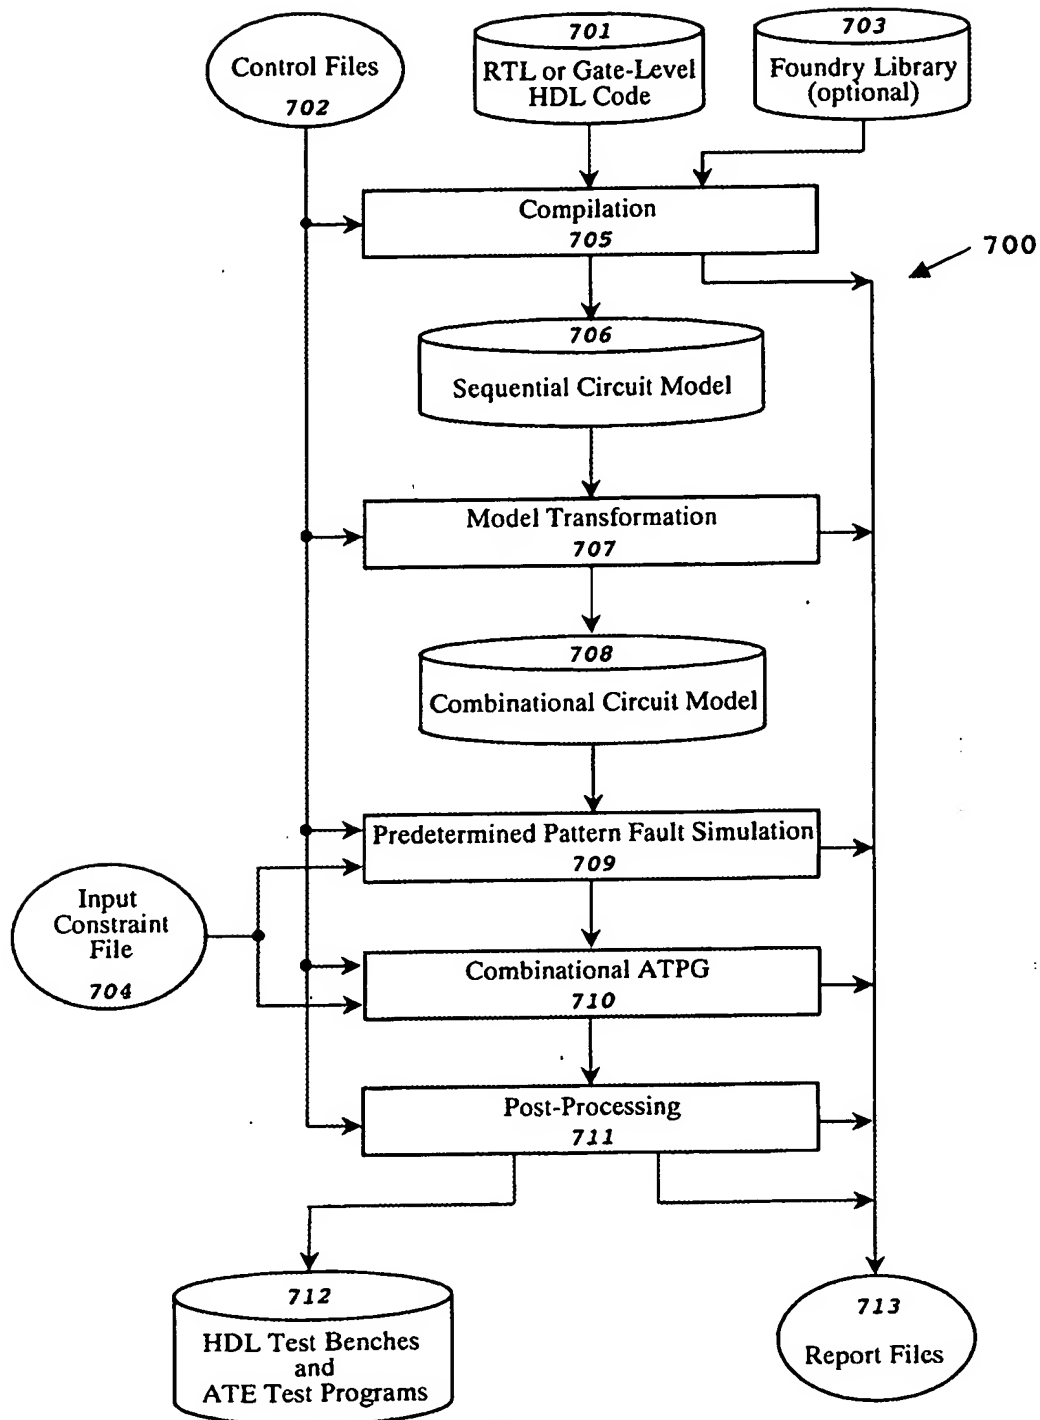 701
703
Control Files
RTL or Gate-Level
Foundry Library
HDL Code
(optional)
702
Compilation
705
700
706
Sequential Circuit Model
Model Transformation
707
708
Combinational Circuit Model
Predetermined Pattern Fault Simulation
709
Input
Constraint
File
704
Combinational ATPG
710
Post-Processing
711
712
HDL Test Benches
and
ATE Test Programs
713
Report Files